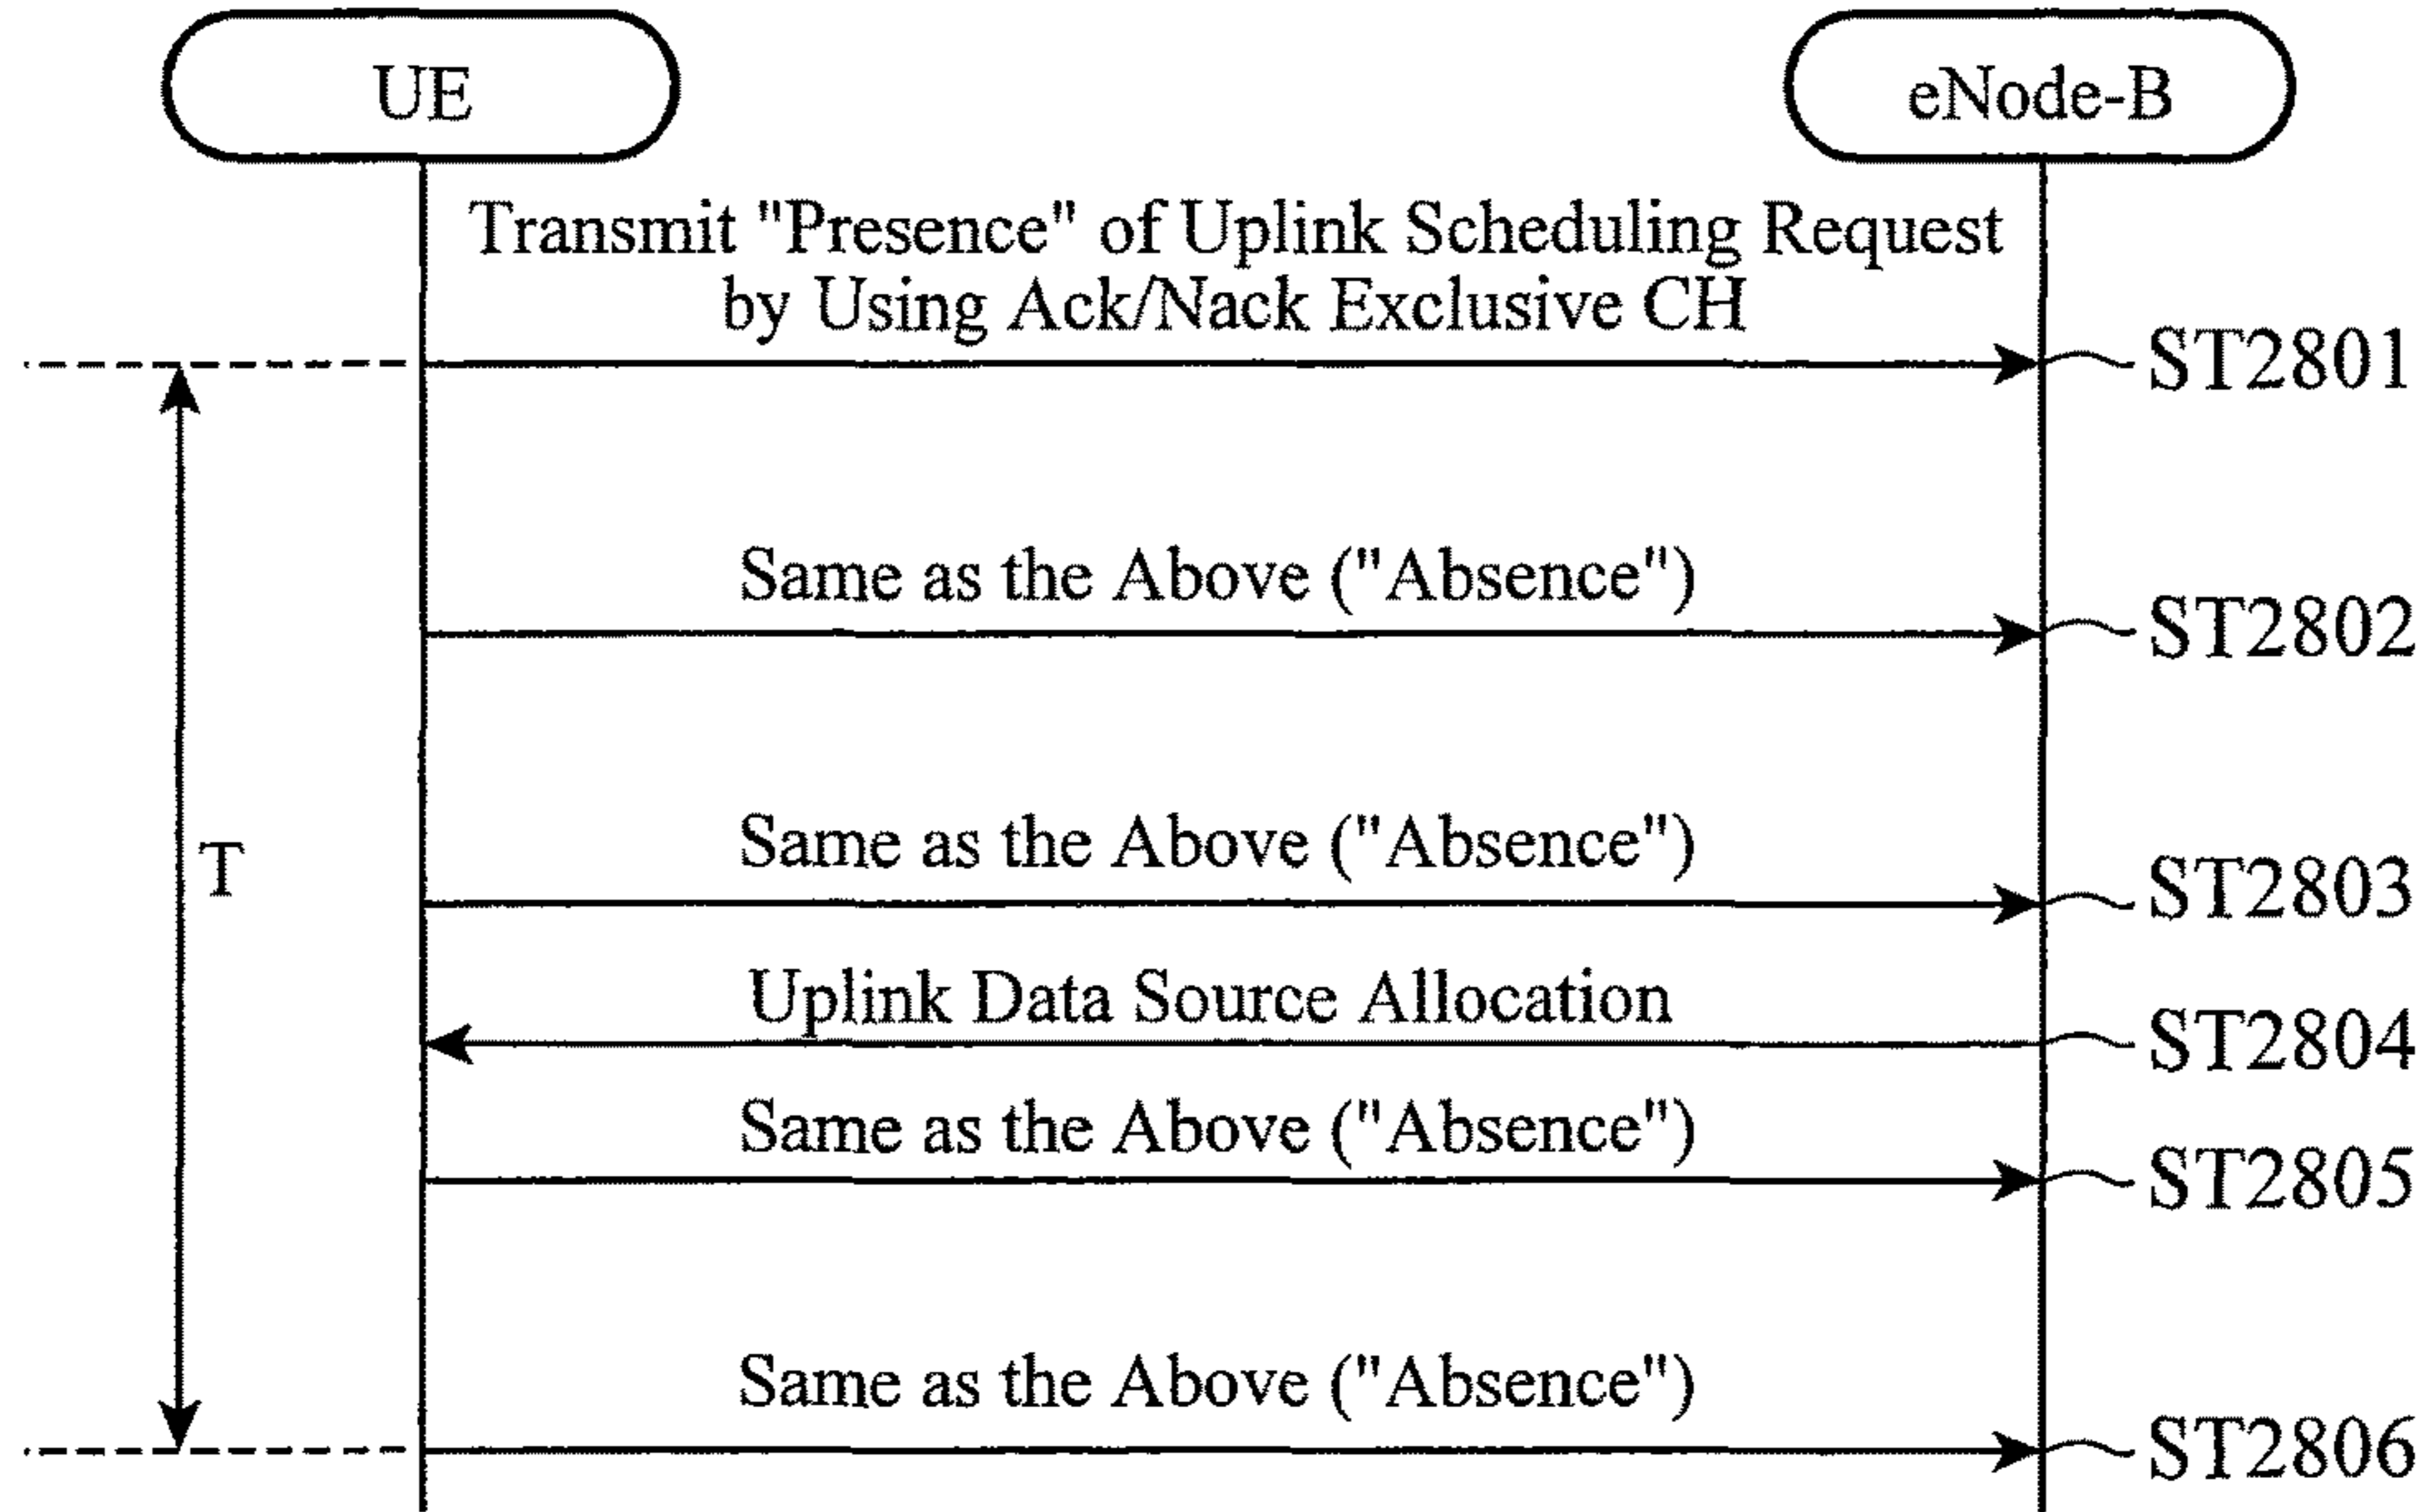 UE
eNode-B
Transmit "Presence" of Uplink Scheduling Request
by Using Ack/Nack Exclusive CH
ST2801
Same as the Above ("Absence")
ST2802
Same as the Above ("Absence")
T
ST2803
Uplink Data Source Allocation
ST2804
Same as the Above ("Absence")
ST2805
Same as the Above ("Absence")
ST2806